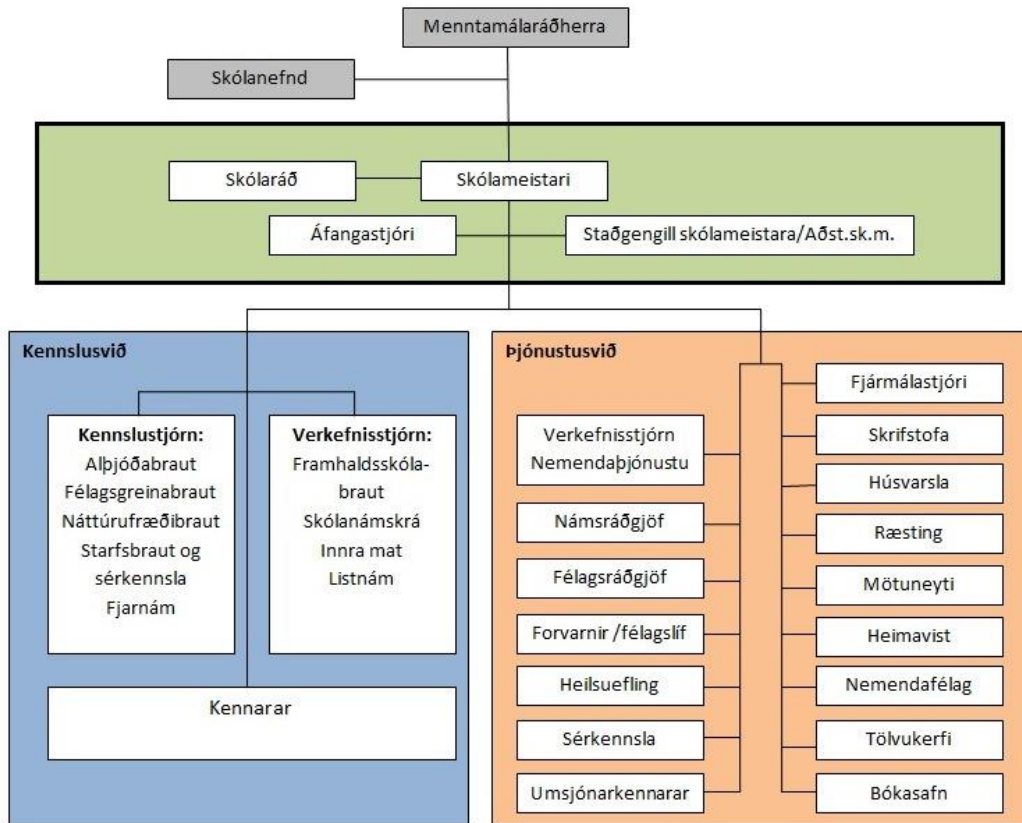 Menntamálaráðherra
Skólanefnd
Skólaráð
Skólameistari
Áfangastjóri
Staðgengill skólameistara/Aðst.sk.m.
Kennslusvið
Kennslustjórn:
Alþjóðabraut
Félagsgreinabraut
Náttúrufræðibraut
Starfsbraut og
sérkennsla
Fjarnám
Verkefnisstjórn:
Framhaldsskóla-
braut
Skólanámskrá
Innra mat
Listnám
Kennarar
Þjónustusvið
Verkefnisstjórn
Nemendaþjónustu
Námsráðgjöf
Félagsráðgjöf
Forvarnir /félagslíf
Heilsuefling
Sérkennsla
Umsjónarkennarar
Fjármálastjóri
Skrifstofa
Húsvarsla
Ræsting
Mötuneyti
Heimavist
Nemendafélag
Tölvukerfi
Bókasafn